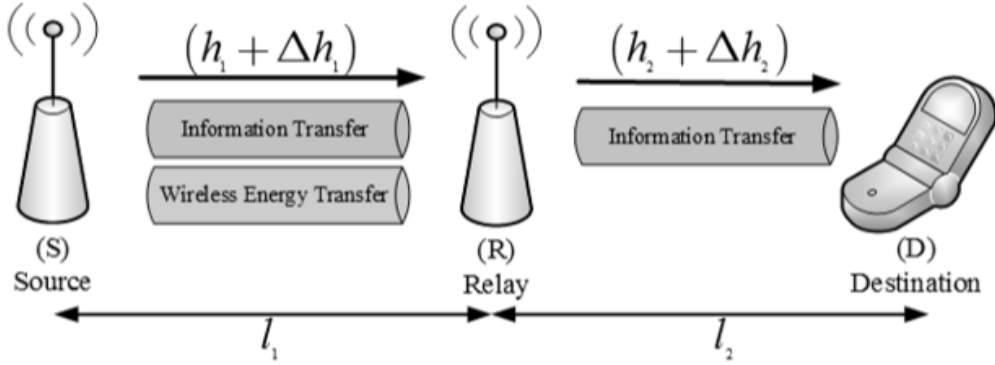 (h₁ + Δh₁)
(h₂ + Δh₂)
Information Transfer
Information Transfer
Wireless Energy Transfer
(S)
Source
(R)
Relay
(D)
Destination
l₁
l₂